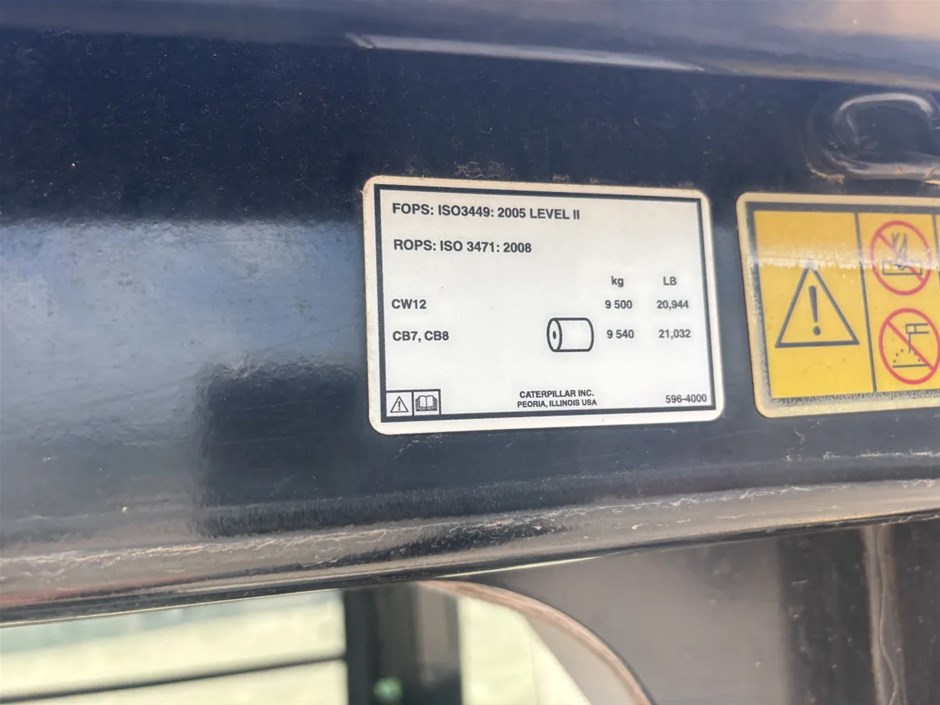 FOPS: ISO3449: 2005 LEVEL II
ROPS: ISO 3471: 2008
kg LB
CW12 9 500 20,944
CB7, CB8 9 540 21,032
CATERPILLAR INC.
PEORIA, ILLINOIS USA
596-4000